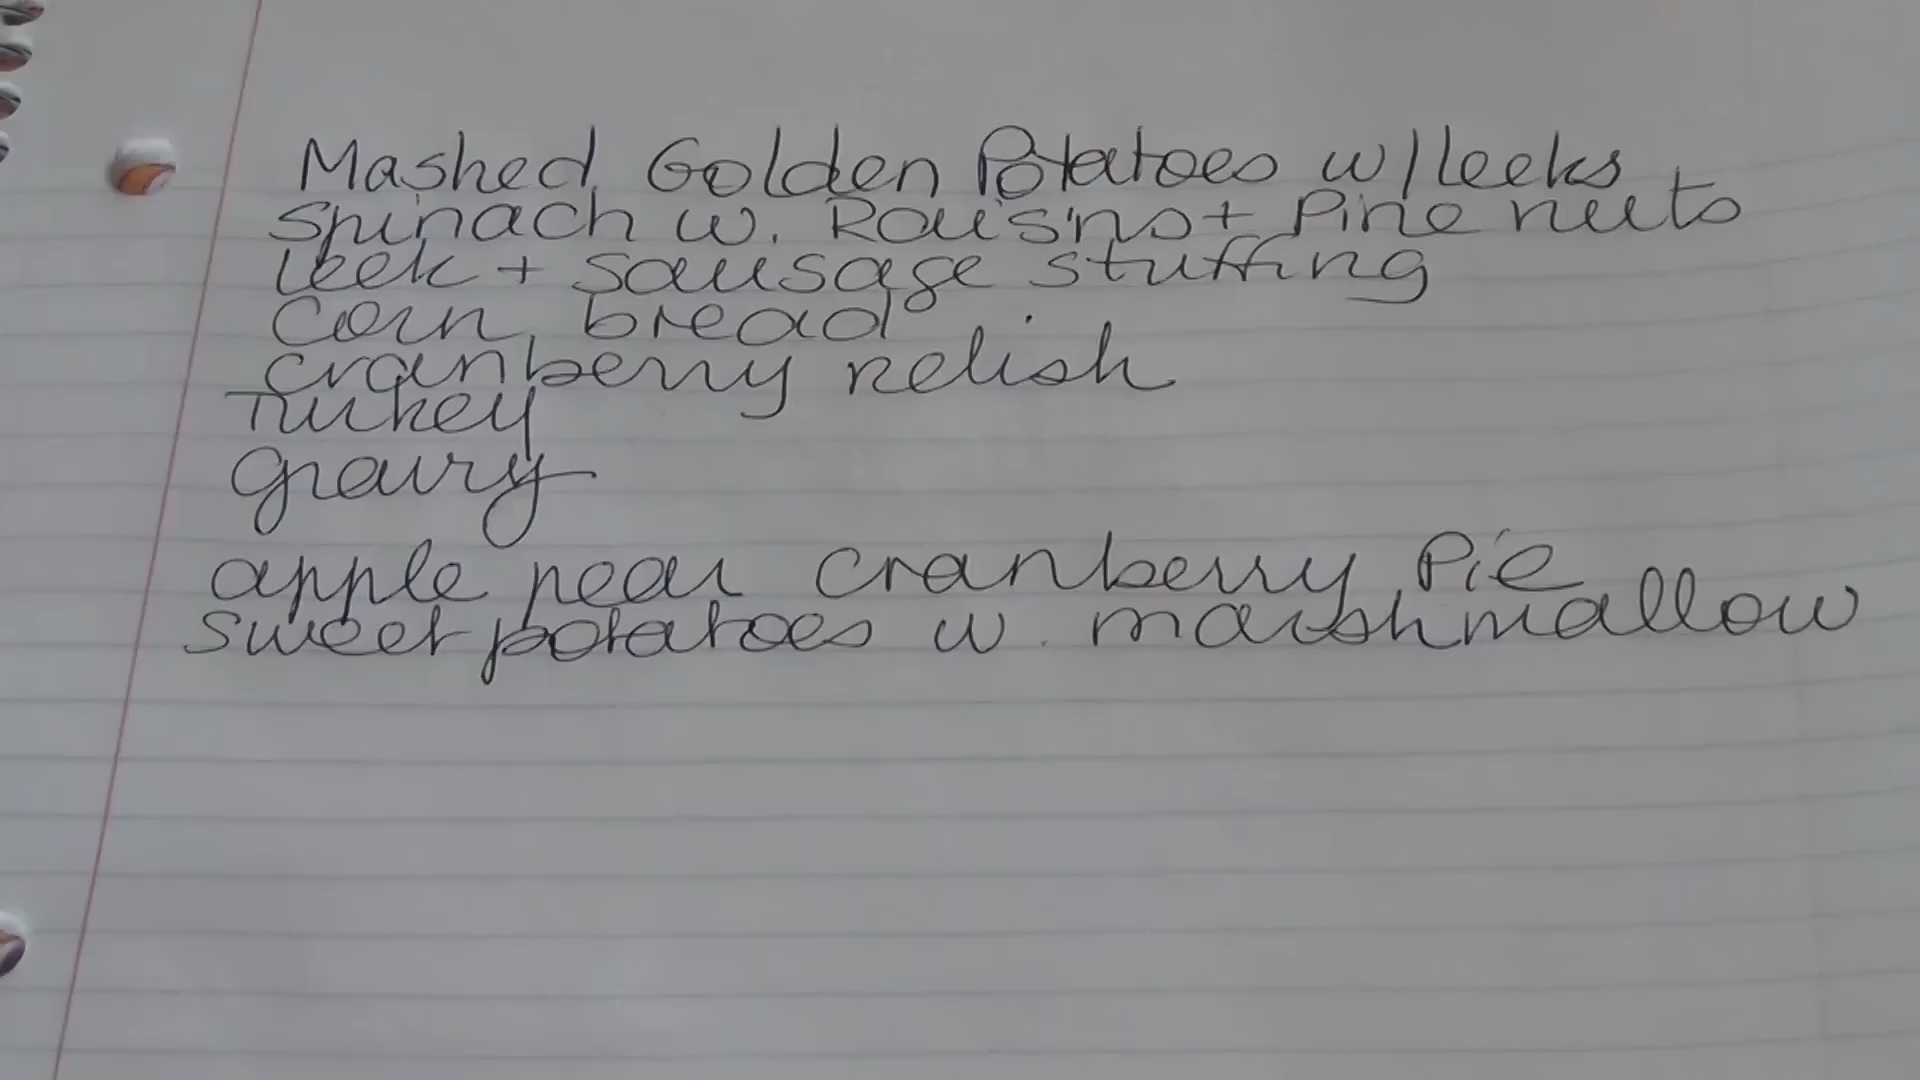 Mashed Golden Potatoes w/leeks
Spinach w. Raisins + Pine nuts
leek + sausage stuffing
Corn bread
cranberry relish
Turkey
gravy
apple pear cranberry Pie
sweet potatoes w. marshmallow